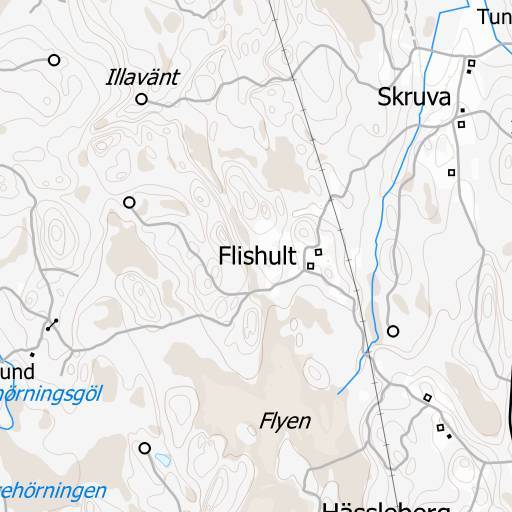 Tun
Illavänt
Skruva
Flishult
und
hörningsgöl
Flyen
ehörningen
Hässleberg